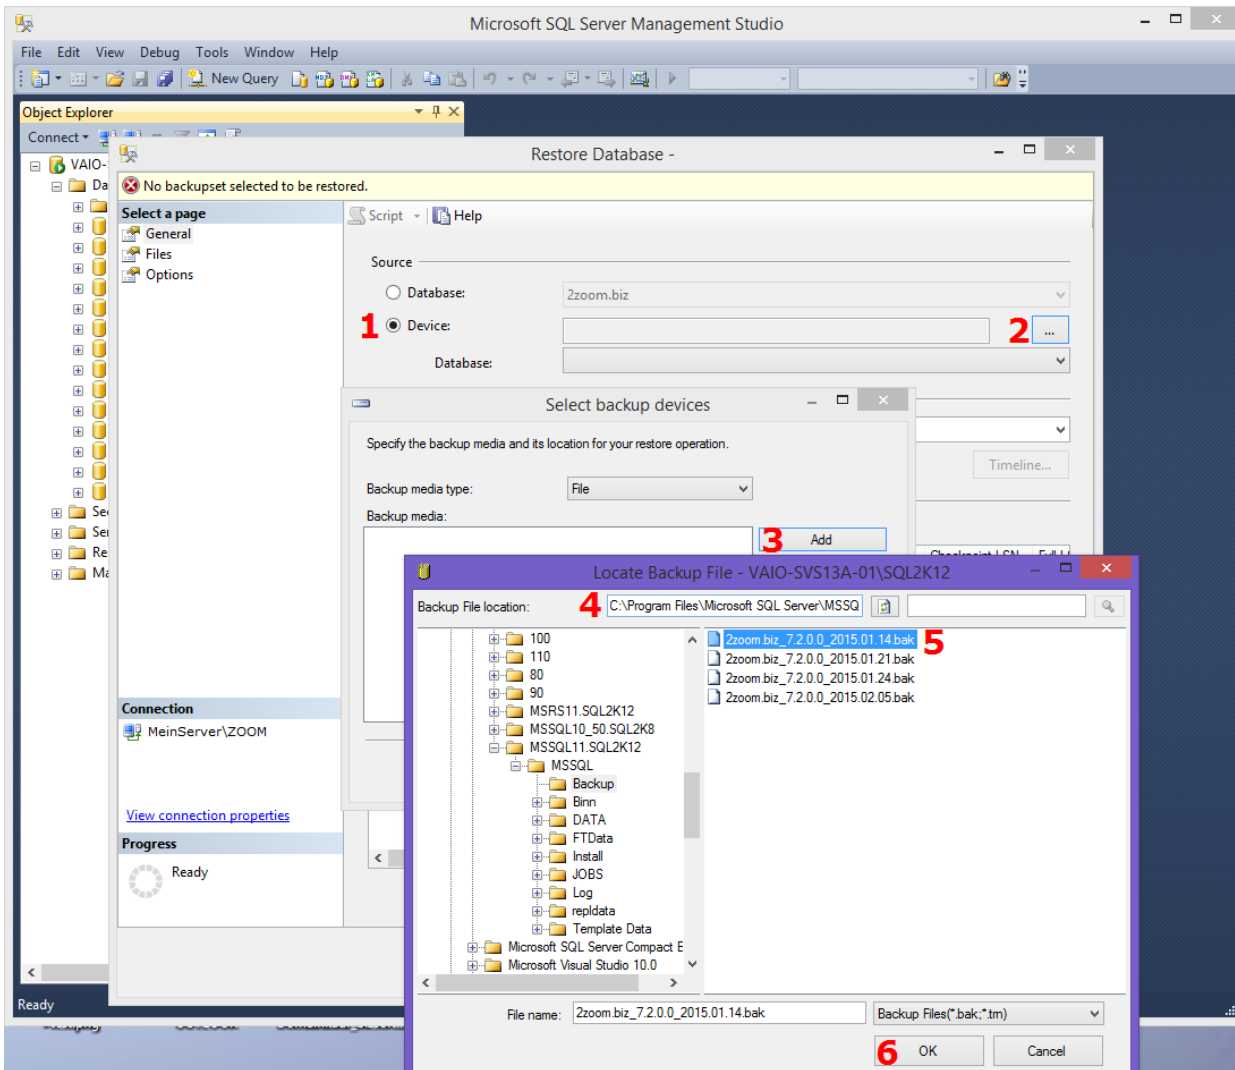 Microsoft SQL Server Management Studio
File Edit View Debug Tools Window Help
New Query
Object Explorer
Connect
VAIO-
Restore Database -
Da
No backupset selected to be restored.
Select a page
Script Help
General
Files
Options
Source
Database: 2zoom.biz
1 Device: 2 ...
Database:
Select backup devices
Specify the backup media and its location for your restore operation.
Timeline...
Backup media type: File
Backup media:
Se
Ser
Re
Ma
3 Add
Checkpoint LSN
Locate Backup File - VAIO-SVS13A-01\SQL2K12
Backup File location: 4 C:\Program Files\Microsoft SQL Server\MSSQ
100
110
80
90
MSRS11.SQL2K12
MSSQL10_50.SQL2K8
MSSQL11.SQL2K12
MSSQL
Backup
Binn
DATA
FTData
Install
JOBS
Log
repldata
Template Data
Microsoft SQL Server Compact E
Microsoft Visual Studio 10.0
2zoom.biz_7.2.0.0_2015.01.14.bak 5
2zoom.biz_7.2.0.0_2015.01.21.bak
2zoom.biz_7.2.0.0_2015.01.24.bak
2zoom.biz_7.2.0.0_2015.02.05.bak
Connection
MeinServer\ZOOM
View connection properties
Progress
Ready
File name: 2zoom.biz_7.2.0.0_2015.01.14.bak Backup Files(*.bak;*.trn)
6 OK Cancel
Ready